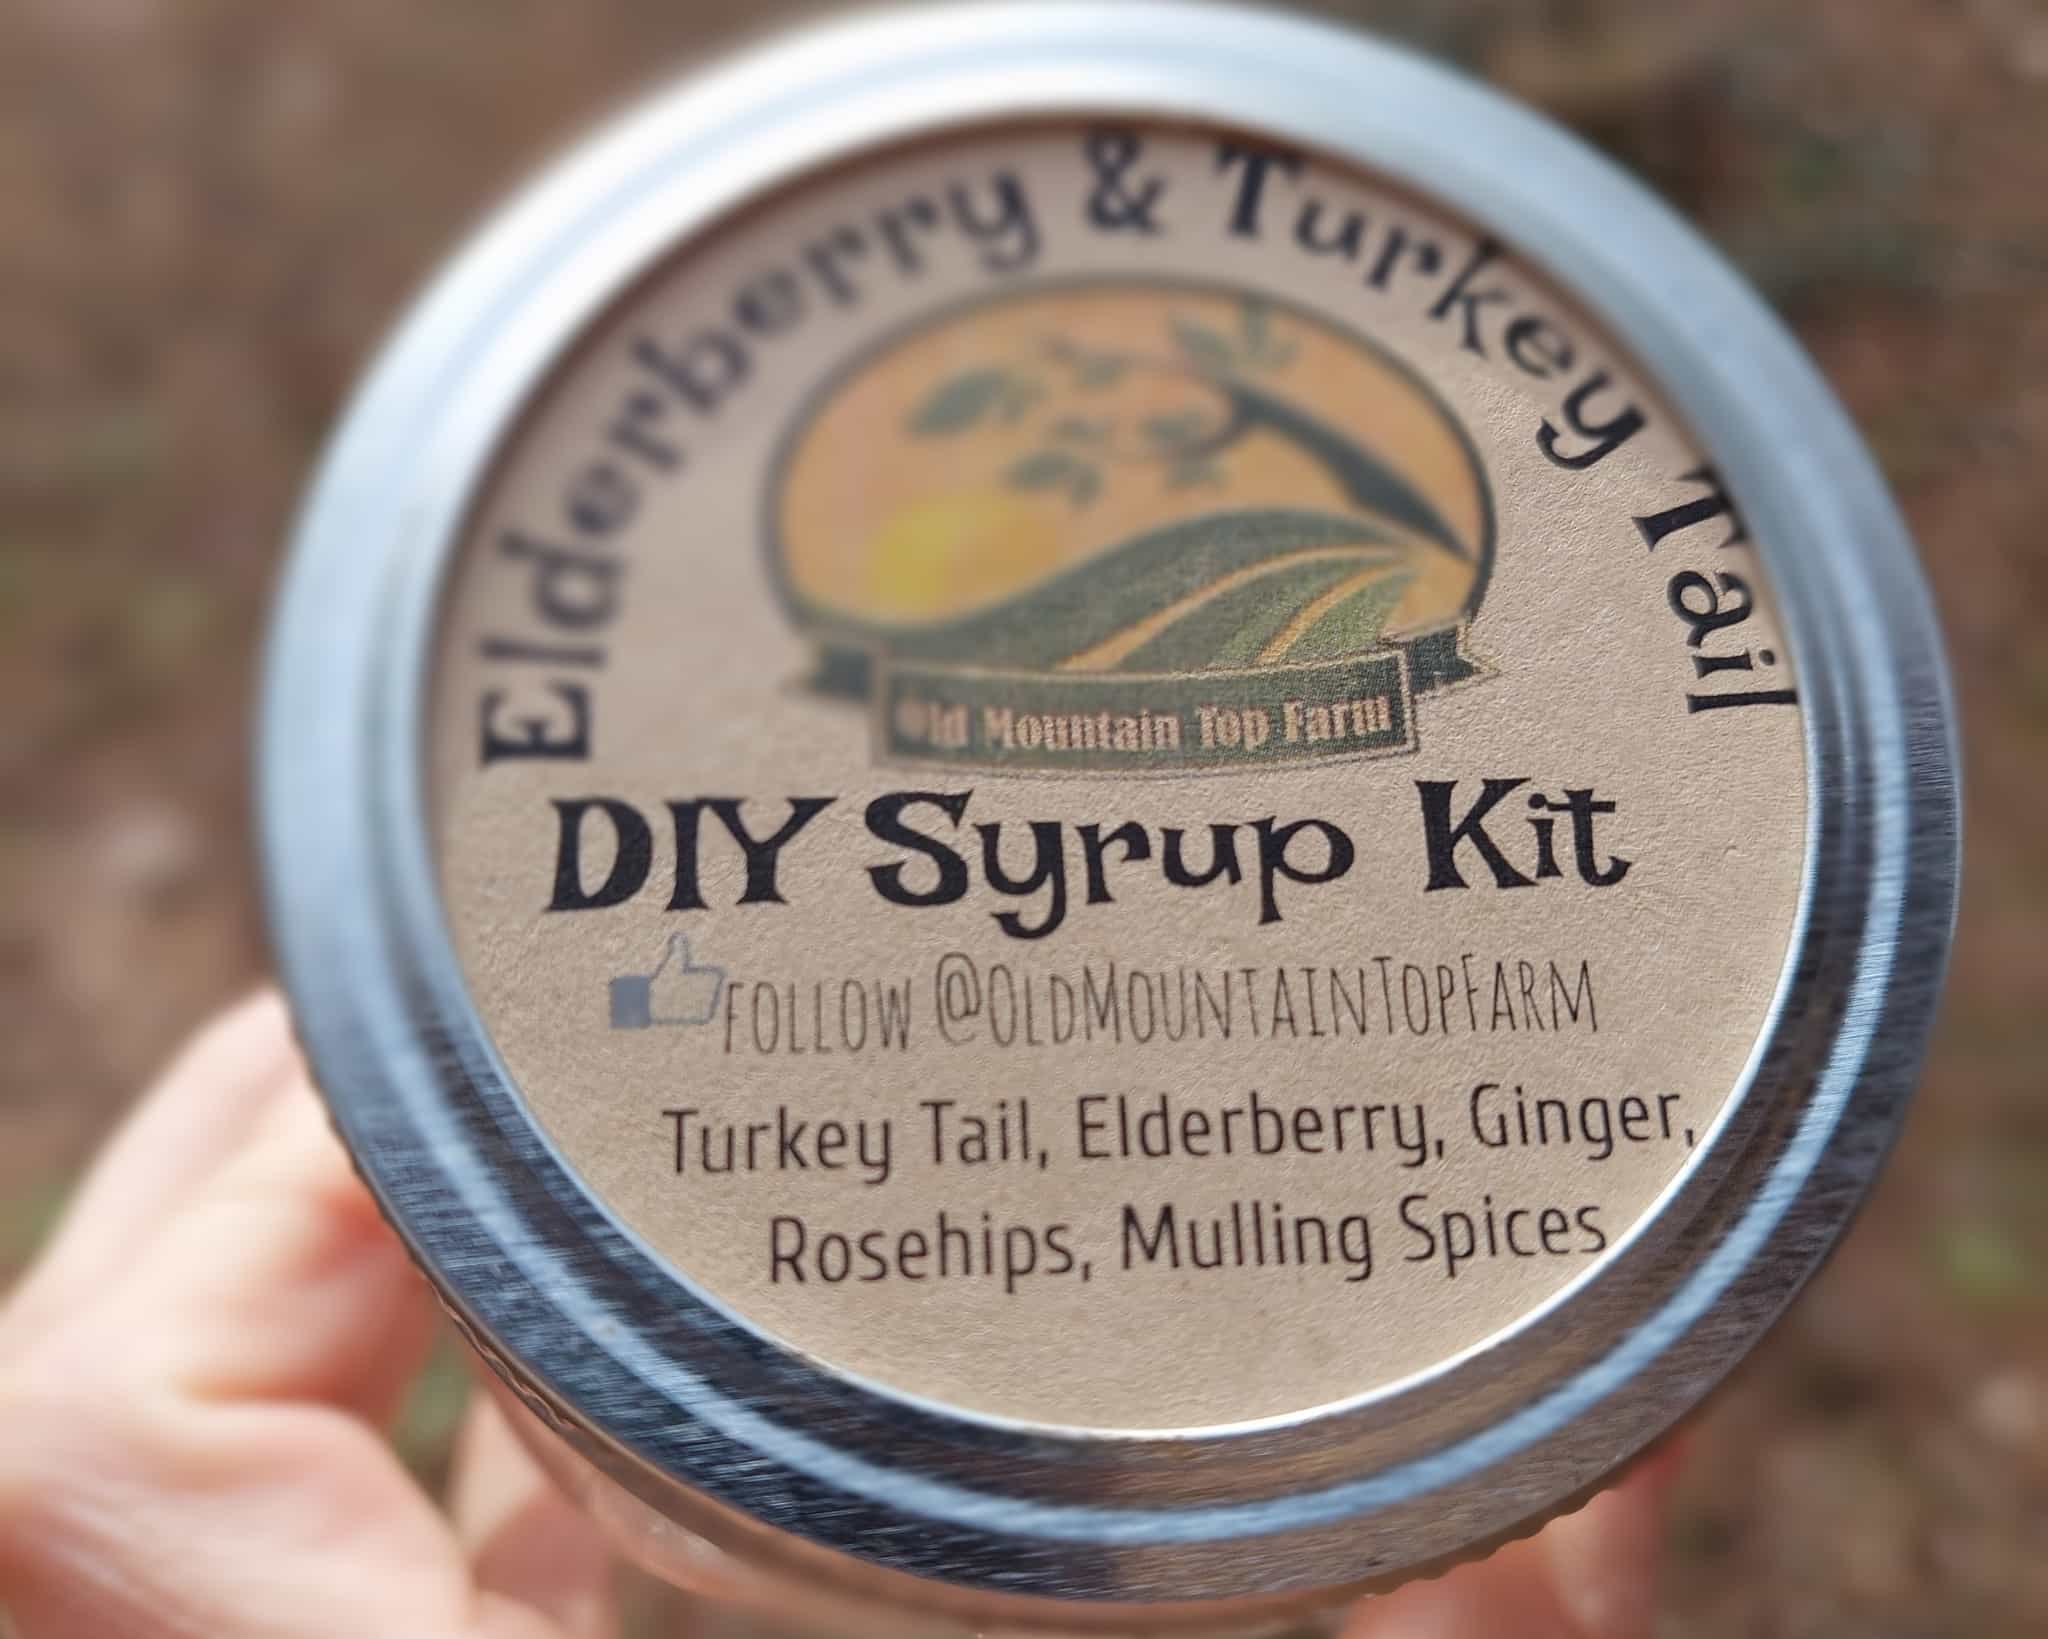 Elderberry & Turkey Tail
Old Mountain Top Farm
DIY Syrup Kit
FOLLOW @OLDMOUNTAINTOPFARM
Turkey Tail, Elderberry, Ginger,
Rosehips, Mulling Spices